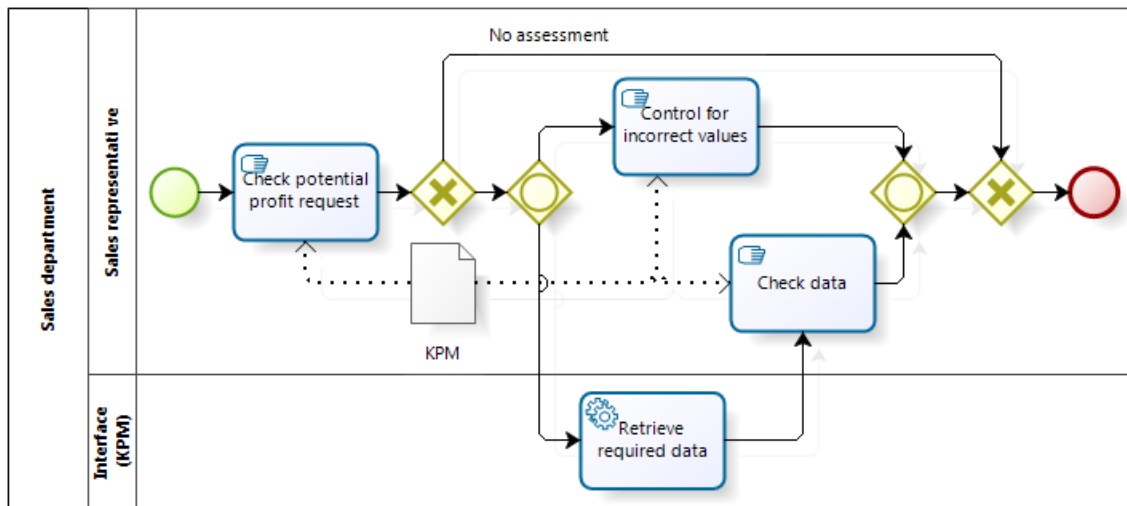 Sales department
Sales representati ve
Interface
(KPM)
No assessment
Check potential
profit request
Control for
incorrect values
Check data
KPM
Retrieve
required data